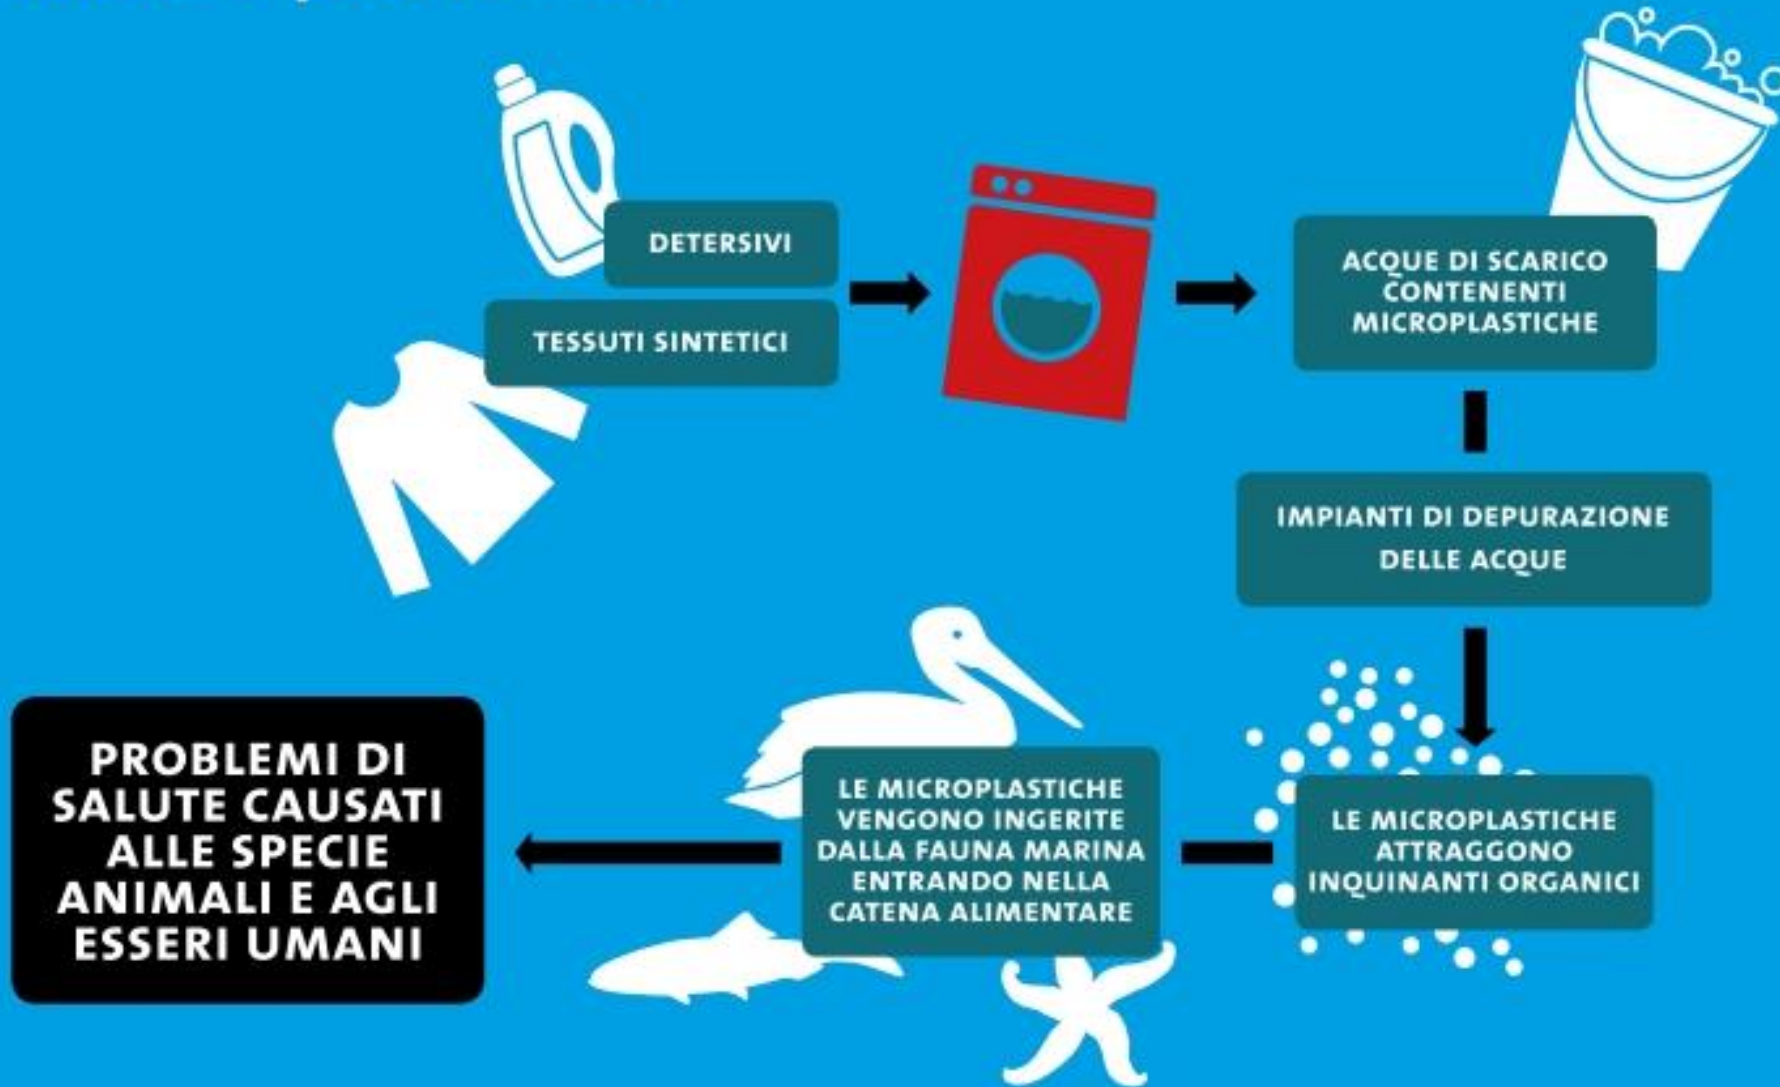 DETERSIVI
TESSUTI SINTETICI
ACQUE DI SCARICO
CONTENENTI
MICROPLASTICHE
IMPIANTI DI DEPURAZIONE
DELLE ACQUE
LE MICROPLASTICHE
ATTRAGGONO
INQUINANTI ORGANICI
LE MICROPLASTICHE
VENGONO INGERITE
DALLA FAUNA MARINA
ENTRANDO NELLA
CATENA ALIMENTARE
PROBLEMI DI
SALUTE CAUSATI
ALLE SPECIE
ANIMALI E AGLI
ESSERI UMANI